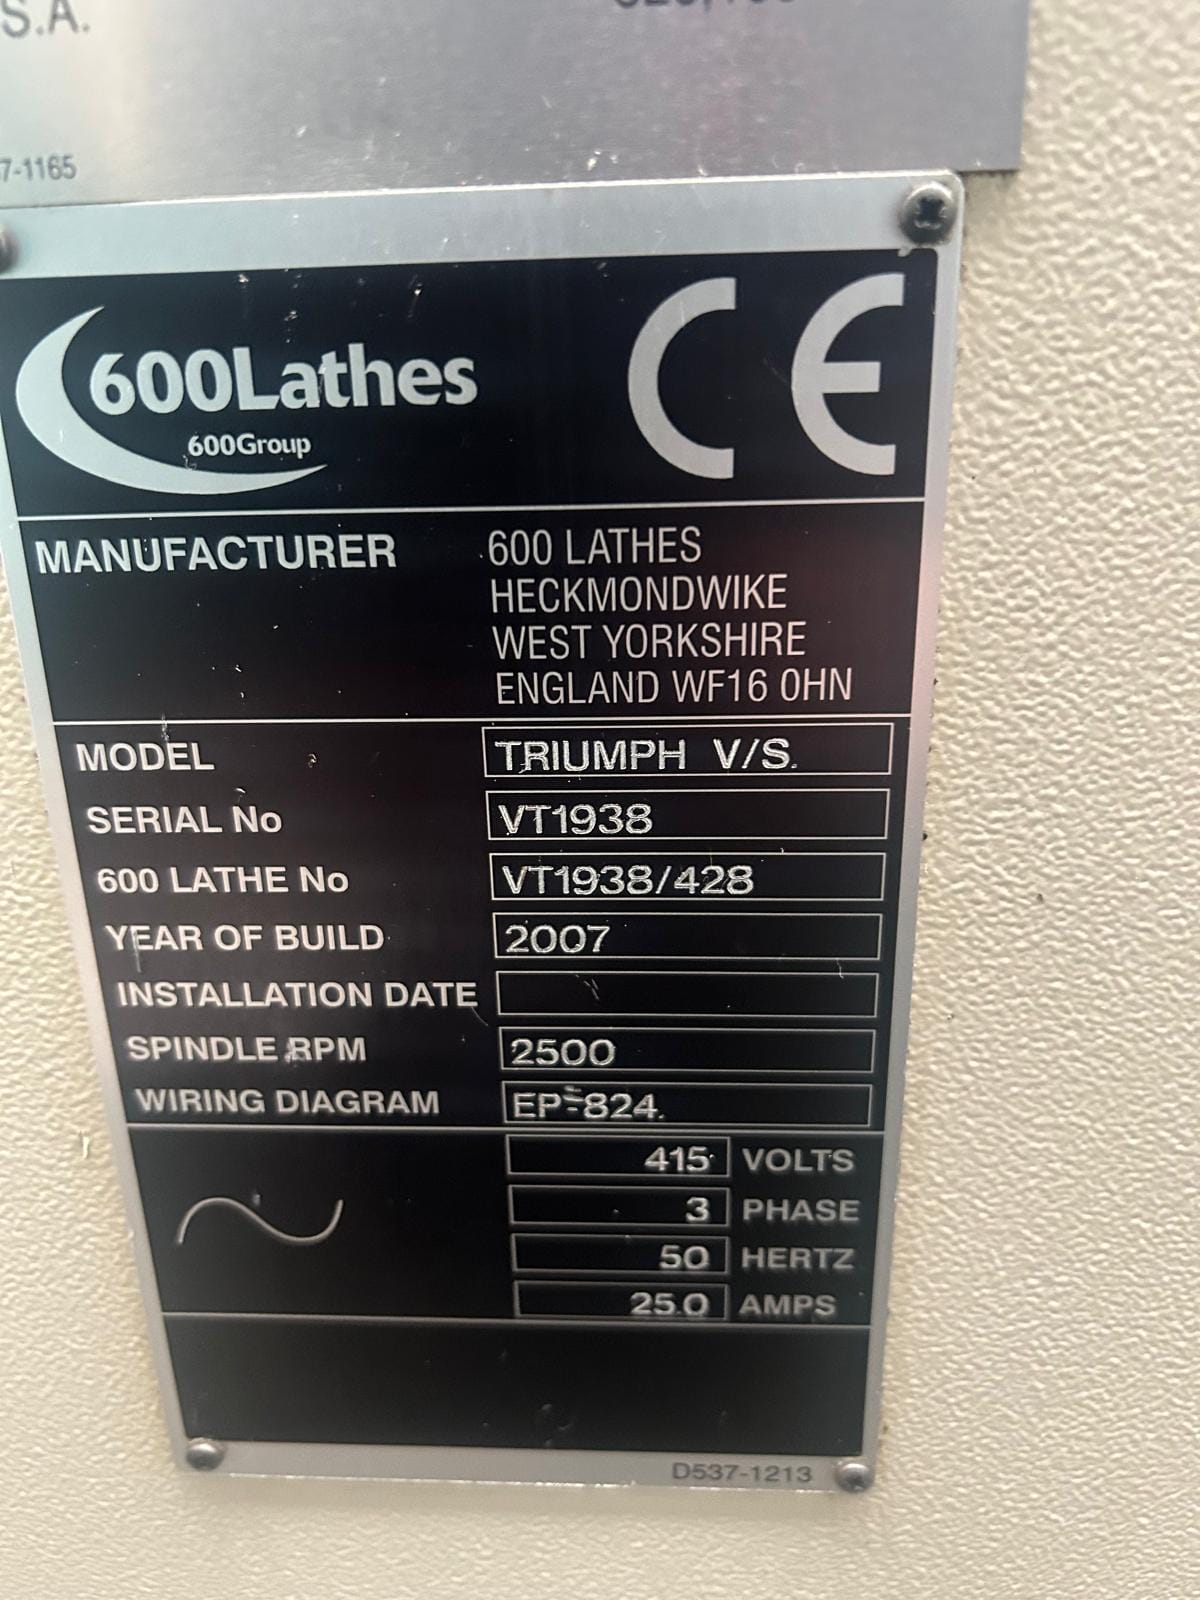 S.A.
7-1165
600Lathes
600Group
CE
MANUFACTURER 600 LATHES
HECKMONDWIKE
WEST YORKSHIRE
ENGLAND WF16 0HN
MODEL TRIUMPH V/S.
SERIAL No VT1938
600 LATHE No VT1938/428
YEAR OF BUILD 2007
INSTALLATION DATE
SPINDLE RPM 2500
WIRING DIAGRAM EP-824.
415 VOLTS
3 PHASE
50 HERTZ
25.0 AMPS
D537-1213